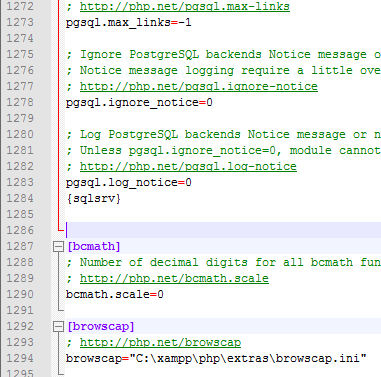 1272 ; http://php.net/pgsql.max-links
1273 pgsql.max_links=-1
1274
1275 ; Ignore PostgreSQL backends Notice message o
1276 ; Notice message logging require a little ove
1277 ; http://php.net/pgsql.ignore-notice
1278 pgsql.ignore_notice=0
1279
1280 ; Log PostgreSQL backends Notice message or n
1281 ; Unless pgsql.ignore_notice=0, module cannot
1282 ; http://php.net/pgsql.log-notice
1283 pgsql.log_notice=0
1284 {sqlsrv}
1285
1286
1287 [bcmath]
1288 ; Number of decimal digits for all bcmath fun
1289 ; http://php.net/bcmath.scale
1290 bcmath.scale=0
1291
1292 [browscap]
1293 ; http://php.net/browscap
1294 browscap="C:\xampp\php\extras\browscap.ini"
1295